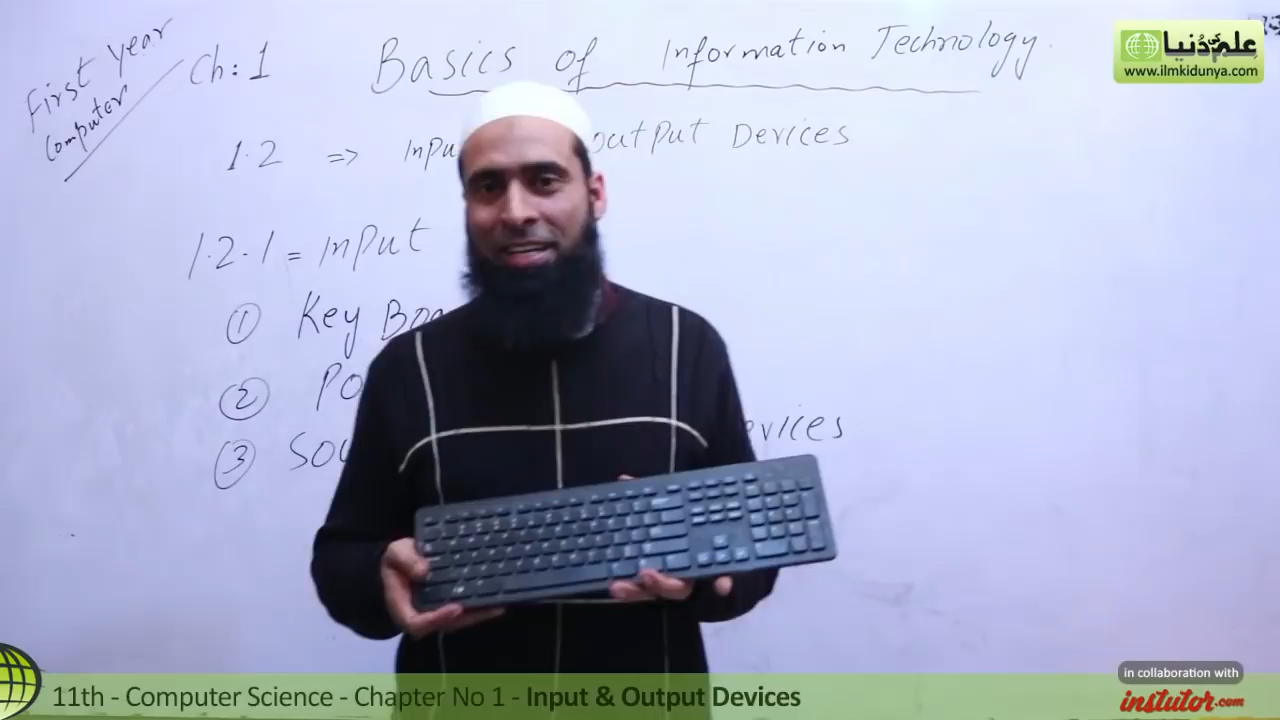 First Year
Computer
Ch: 1 Basics of Information Technology.
1.2 => Inpu output Devices
1.2.1 = Input
① Key Boa
② Po
③ Sou evices
علم کی دنیا
www.ilmkidunya.com
in collaboration with
instutor.com
11th - Computer Science - Chapter No 1 - Input & Output Devices